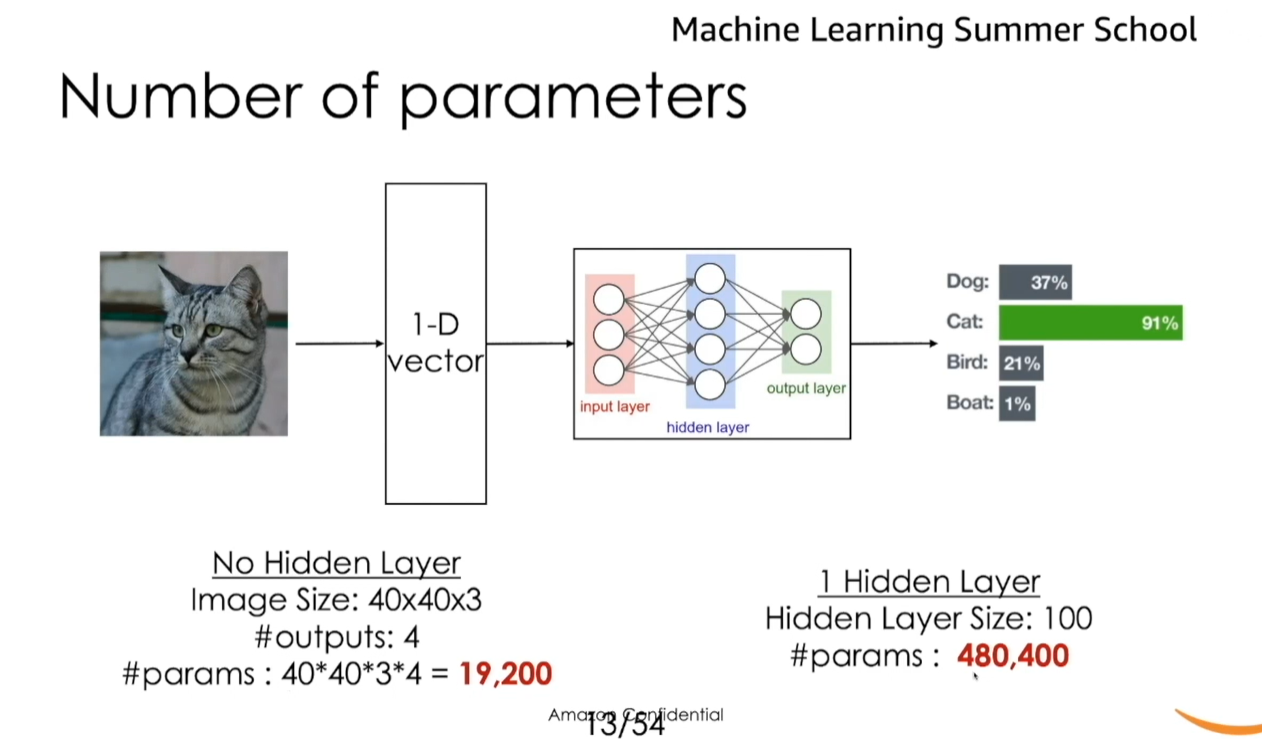 Machine Learning Summer School
Number of parameters
1-D
vector
input layer
hidden layer
output layer
Dog: 37%
Cat: 91%
Bird: 21%
Boat: 1%
No Hidden Layer
Image Size: 40x40x3
#outputs: 4
#params : 40*40*3*4 = 19,200
1 Hidden Layer
Hidden Layer Size: 100
#params : 480,400
Amazon Confidential
13/54